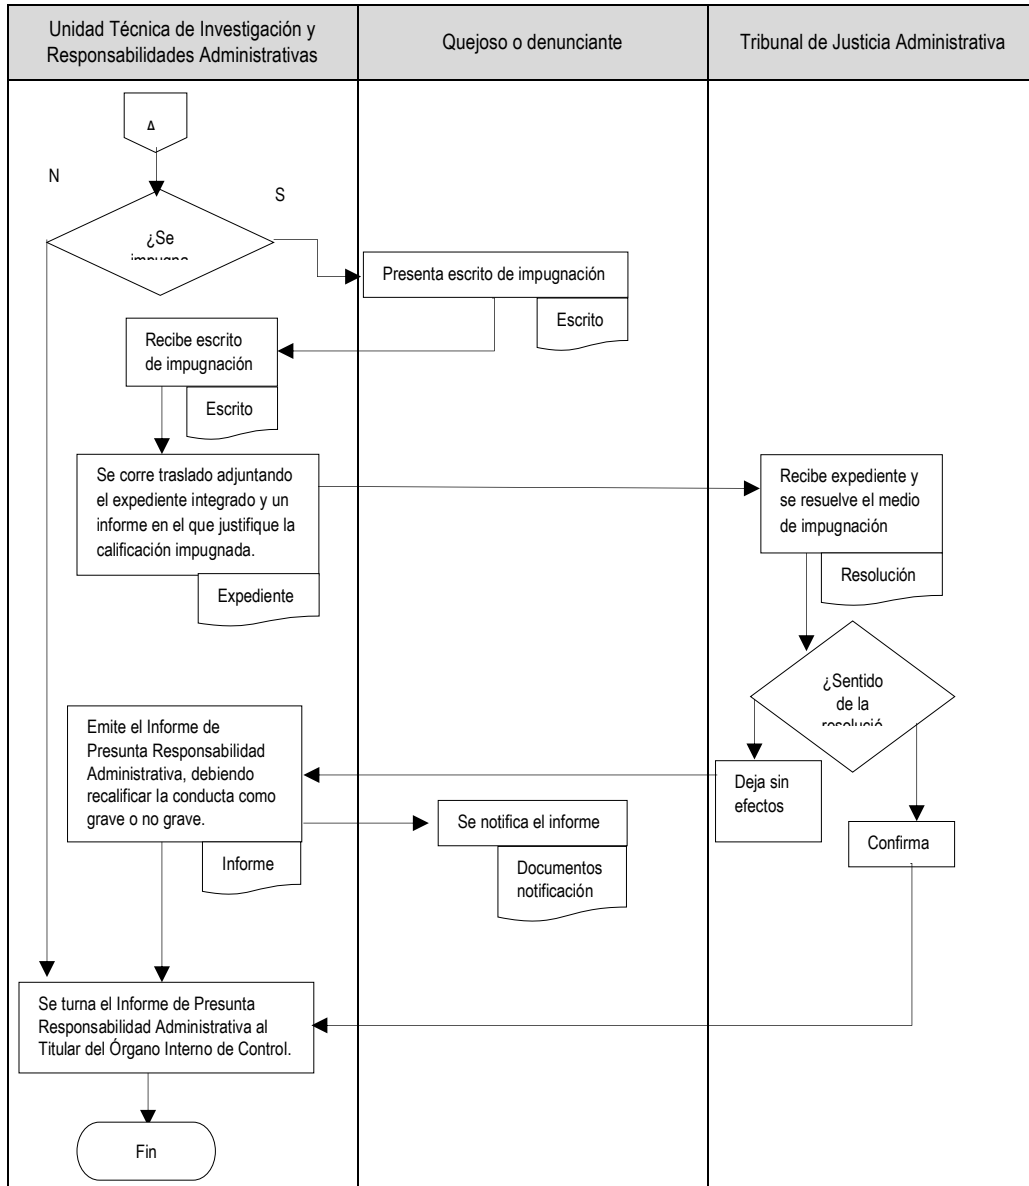 Unidad Técnica de Investigación y
Responsabilidades Administrativas
Quejoso o denunciante
Tribunal de Justicia Administrativa
N
S
¿Se
Presenta escrito de impugnación
Escrito
Recibe escrito
de impugnación
Escrito
Se corre traslado adjuntando
el expediente integrado y un
informe en el que justifique la
calificación impugnada.
Expediente
Recibe expediente y
se resuelve el medio
de impugnación
Resolución
¿Sentido
de la
resolució
Emite el Informe de
Presunta Responsabilidad
Administrativa, debiendo
recalificar la conducta como
grave o no grave.
Informe
Se notifica el informe
Documentos
notificación
Deja sin
efectos
Confirma
Se turna el Informe de Presunta
Responsabilidad Administrativa al
Titular del Órgano Interno de Control.
Fin